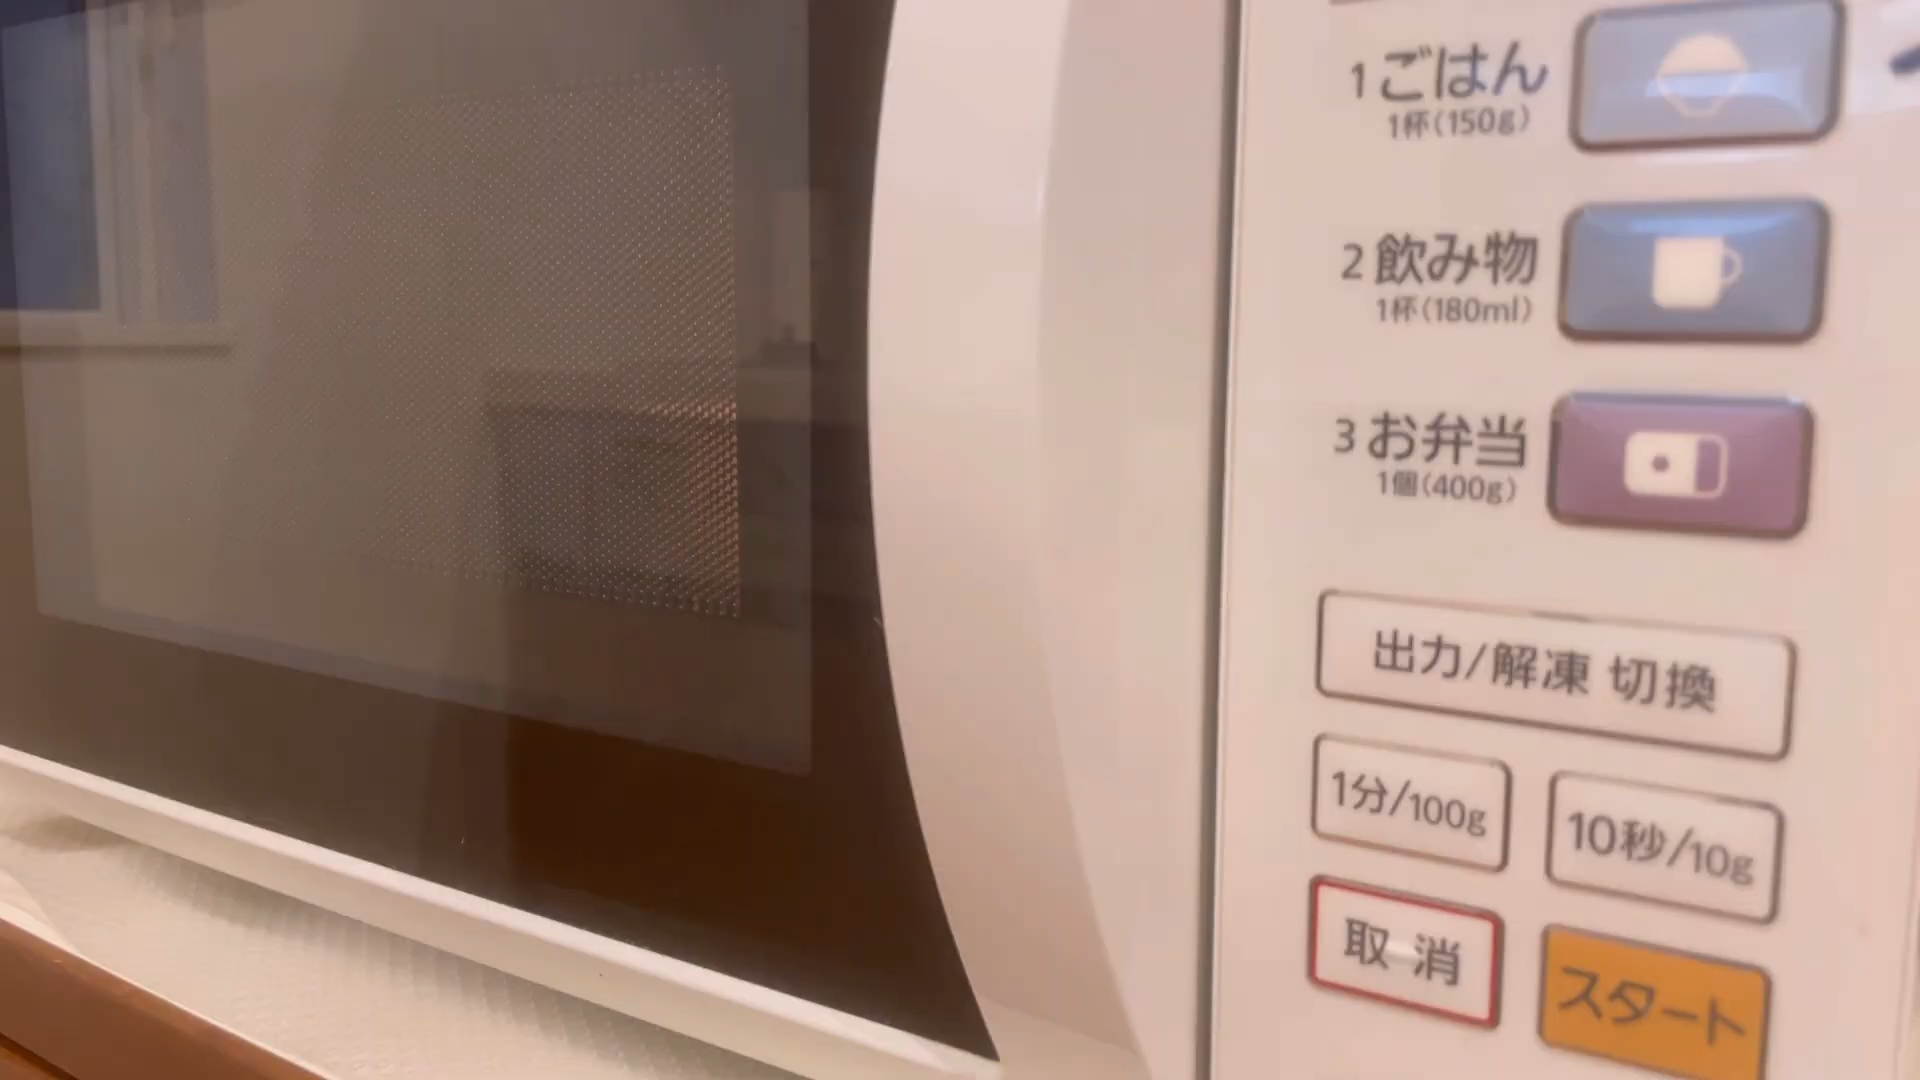 1ごはん
1杯(150g)
2飲み物
1杯(180ml)
3お弁当
1個(400g)
出力/解凍 切換
1分/100g
10秒/10g
取 消
スタート